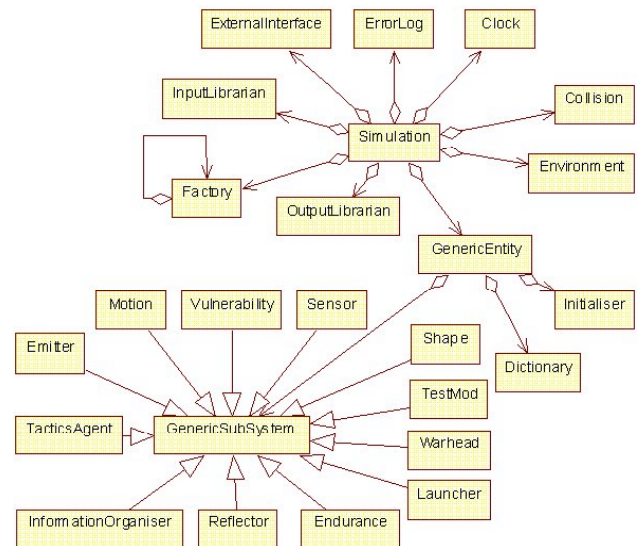 ExternalInterface
ErrorLog
Clock
InputLibrarian
Collision
Simulation
Environment
Factory
OutputLibrarian
GenericEntity
Motion
Vulnerability
Sensor
Initialiser
Emitter
Shape
Dictionary
TestMod
TacticsAgent
GenericSubSystem
Warhead
Launcher
InformationOrganiser
Reflector
Endurance